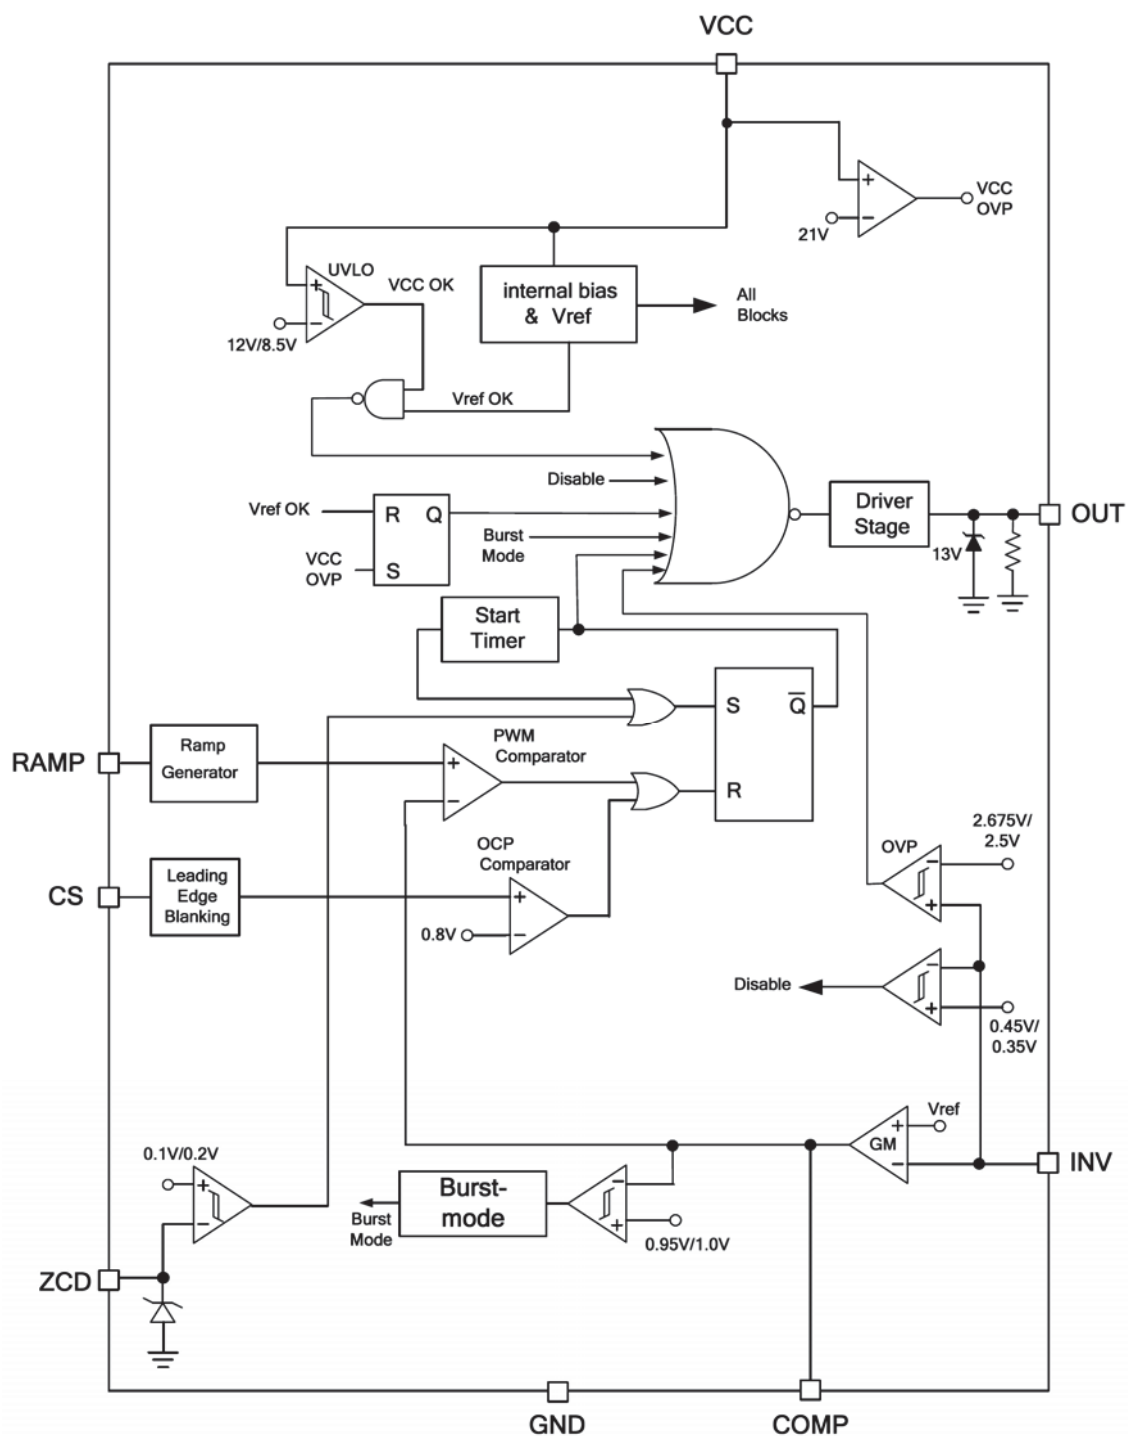 VCC
+
VCC
OVP
21V
−
UVLO
VCC OK
+
−
12V/8.5V
internal bias
& Vref
All
Blocks
Vref OK
Disable
Vref OK
R Q
VCC
OVP
S
Burst
Mode
Driver
Stage
OUT
13V
Start
Timer
S Q̅
R
RAMP
Ramp
Generator
PWM
Comparator
+
−
OCP
Comparator
CS
Leading
Edge
Blanking
+
0.8V
−
OVP
2.675V/
2.5V
−
+
Disable
−
+
0.45V/
0.35V
Vref
+
GM
−
INV
0.1V/0.2V
+
−
Burst
Mode
Burst-
mode
−
+
0.95V/1.0V
ZCD
GND
COMP